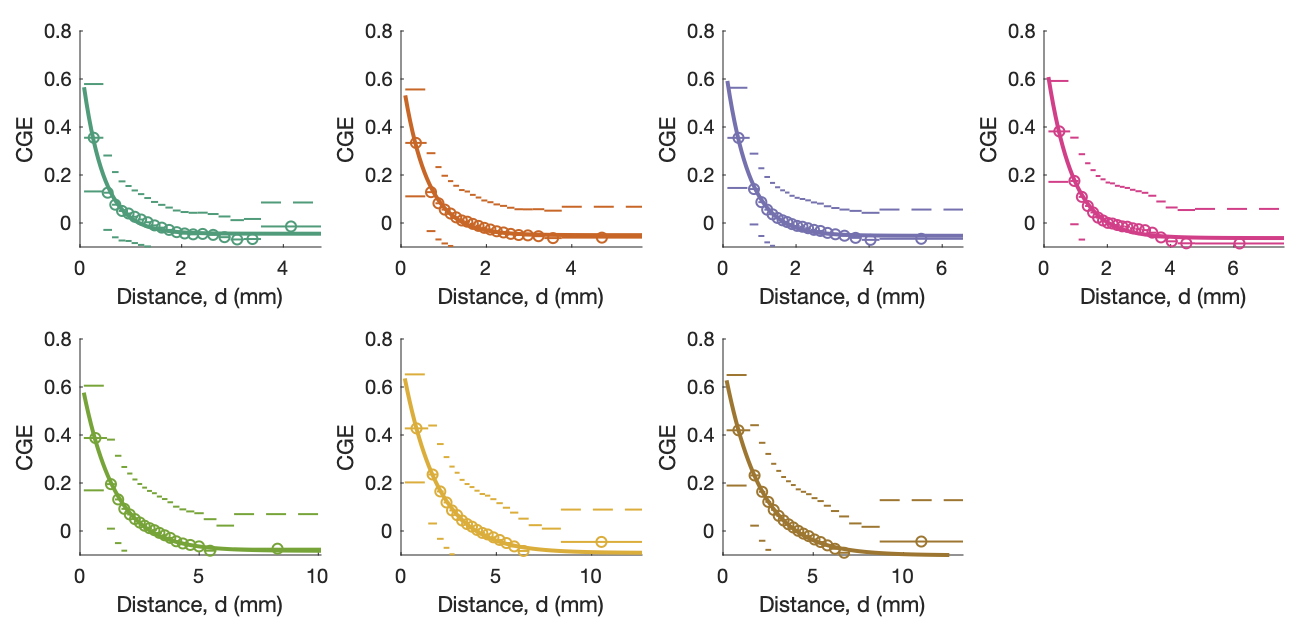 0.8 0.8 0.8 0.8
0.6 0.6 0.6 0.6
CGE 0.4 CGE 0.4 CGE 0.4 CGE 0.4
0.2 0.2 0.2 0.2
0 0 0 0
0 2 4 0 2 4 0 2 4 6 0 2 4 6
Distance, d (mm) Distance, d (mm) Distance, d (mm) Distance, d (mm)
0.8 0.8 0.8
0.6 0.6 0.6
CGE 0.4 CGE 0.4 CGE 0.4
0.2 0.2 0.2
0 0 0
0 5 10 0 5 10 0 5 10
Distance, d (mm) Distance, d (mm) Distance, d (mm)